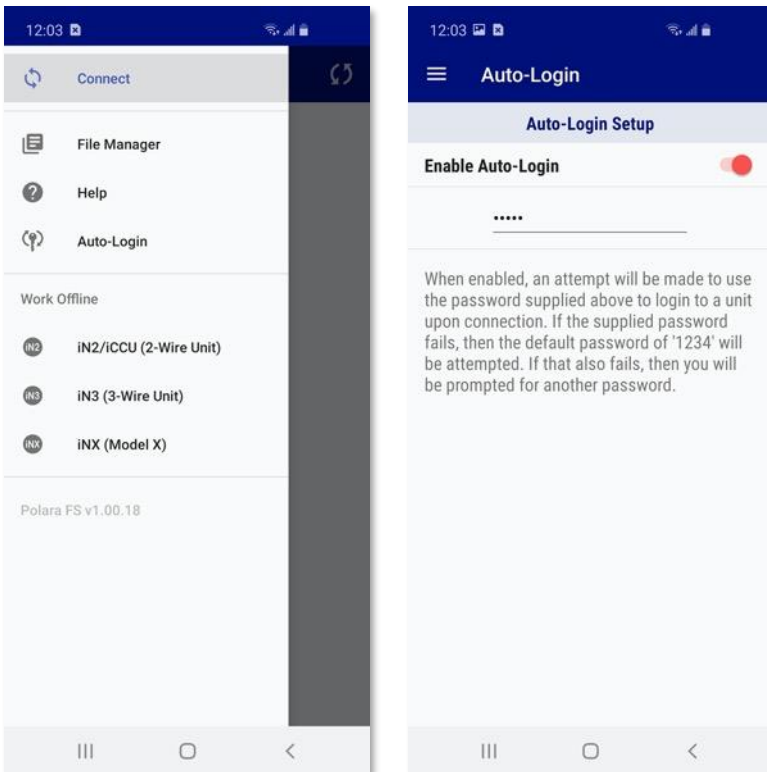 12:03
Connect
File Manager
Help
Auto-Login
Work Offline
iN2 iN2/iCCU (2-Wire Unit)
iN3 iN3 (3-Wire Unit)
iNX iNX (Model X)
Polara FS v1.00.18
12:03
Auto-Login
Auto-Login Setup
Enable Auto-Login
•••••
When enabled, an attempt will be made to use
the password supplied above to login to a unit
upon connection. If the supplied password
fails, then the default password of '1234' will
be attempted. If that also fails, then you will
be prompted for another password.